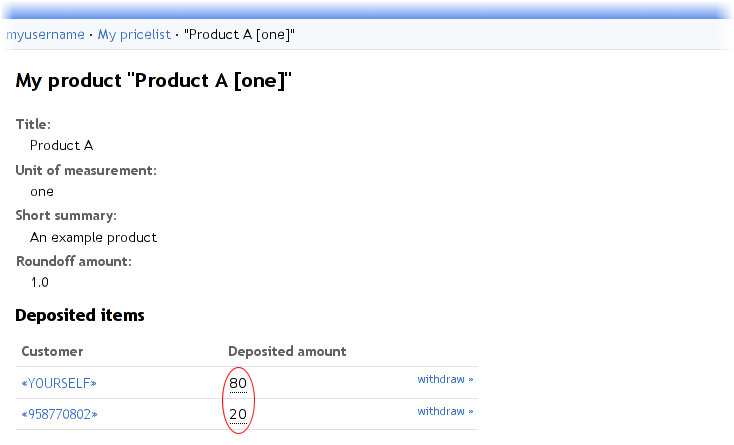 myusername · My pricelist · "Product A [one]"
My product "Product A [one]"
Title:
Product A
Unit of measurement:
one
Short summary:
An example product
Roundoff amount:
1.0
Deposited items
Customer Deposited amount
«YOURSELF» 80 withdraw »
«958770802» 20 withdraw »